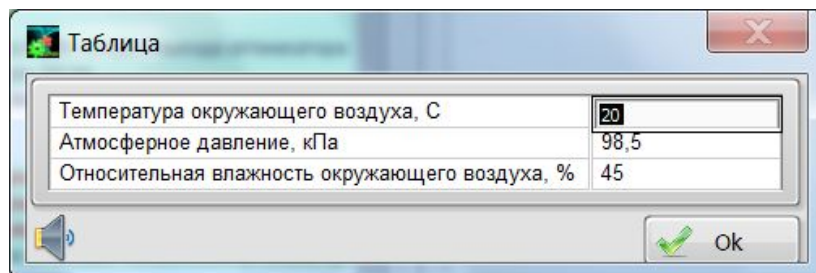 Таблица
Температура окружающего воздуха, С 20
Атмосферное давление, кПа 98,5
Относительная влажность окружающего воздуха, % 45
Ok